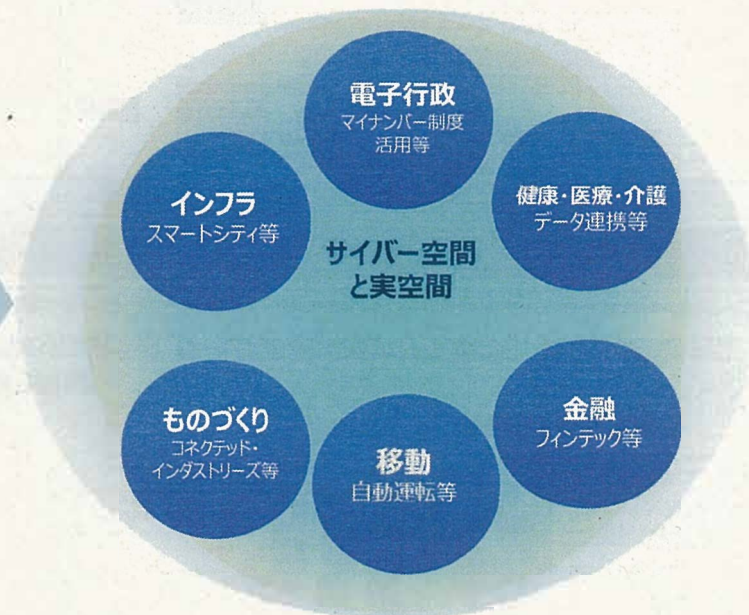 電子行政
マイナンバー制度
活用等
インフラ
スマートシティ等
健康・医療・介護
データ連携等
サイバー空間
と実空間
ものづくり
コネクテッド・
インダストリーズ等
移動
自動運転等
金融
フィンテック等